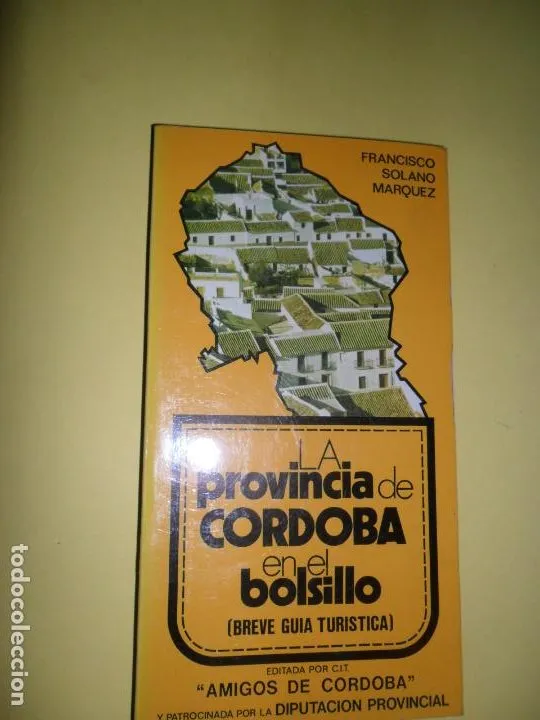 FRANCISCO
SOLANO
MARQUEZ
LA
provincia de
CORDOBA
en el
bolsillo
(BREVE GUIA TURISTICA)
EDITADA POR C.I.T.
"AMIGOS DE CORDOBA"
Y PATROCINADA POR LA DIPUTACION PROVINCIAL
todocoleccion